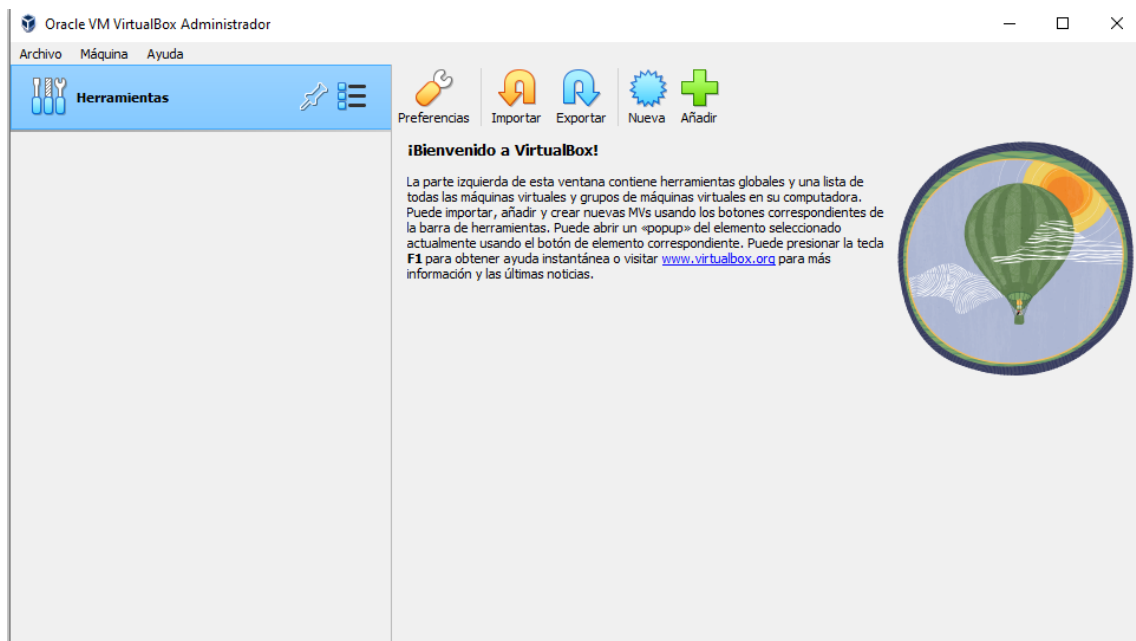 Oracle VM VirtualBox Administrador
Archivo Máquina Ayuda
Herramientas
Preferencias Importar Exportar Nueva Añadir
¡Bienvenido a VirtualBox!
La parte izquierda de esta ventana contiene herramientas globales y una lista de
todas las máquinas virtuales y grupos de máquinas virtuales en su computadora.
Puede importar, añadir y crear nuevas MVs usando los botones correspondientes de
la barra de herramientas. Puede abrir un «popup» del elemento seleccionado
actualmente usando el botón de elemento correspondiente. Puede presionar la tecla
F1 para obtener ayuda instantánea o visitar www.virtualbox.org para más
información y las últimas noticias.